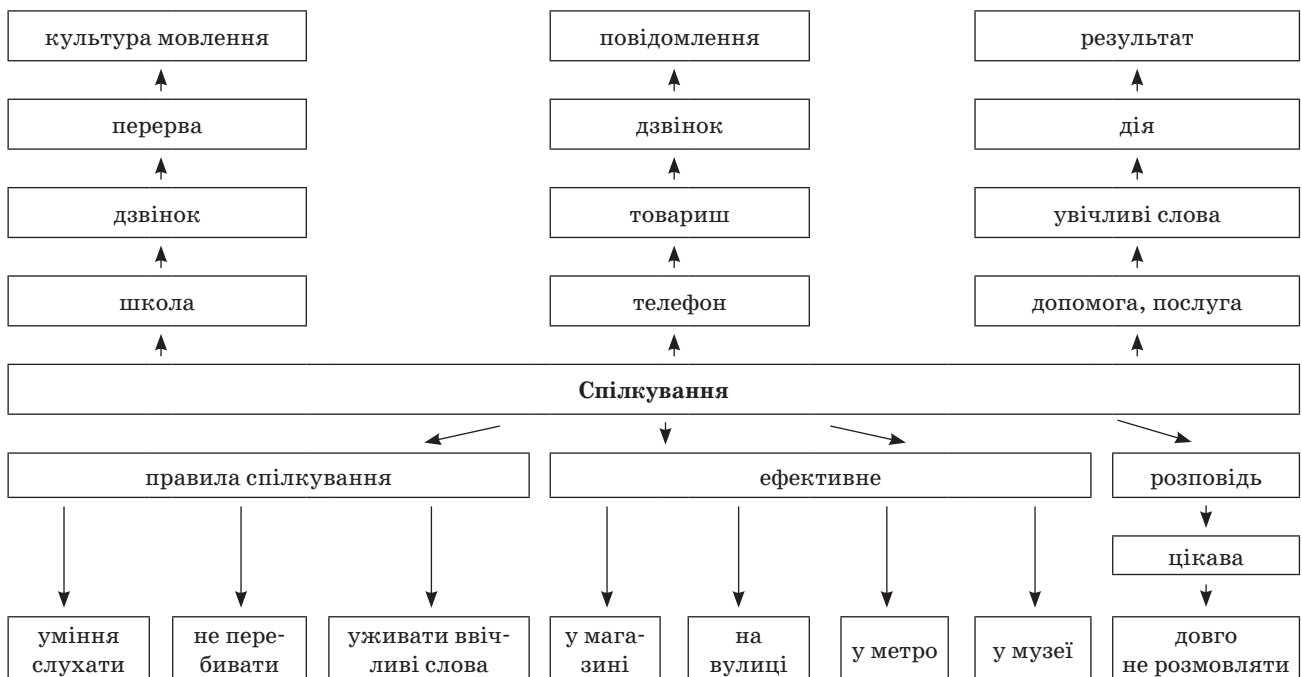 культура мовлення
повідомлення
результат
перерва
дзвінок
дія
дзвінок
товариш
увічливі слова
школа
телефон
допомога, послуга
Спілкування
правила спілкування
ефективне
розповідь
цікава
уміння
слухати
не пере-
бивати
уживати ввіч-
ливі слова
у мага-
зині
на
вулиці
у метро
у музеї
довго
не розмовляти